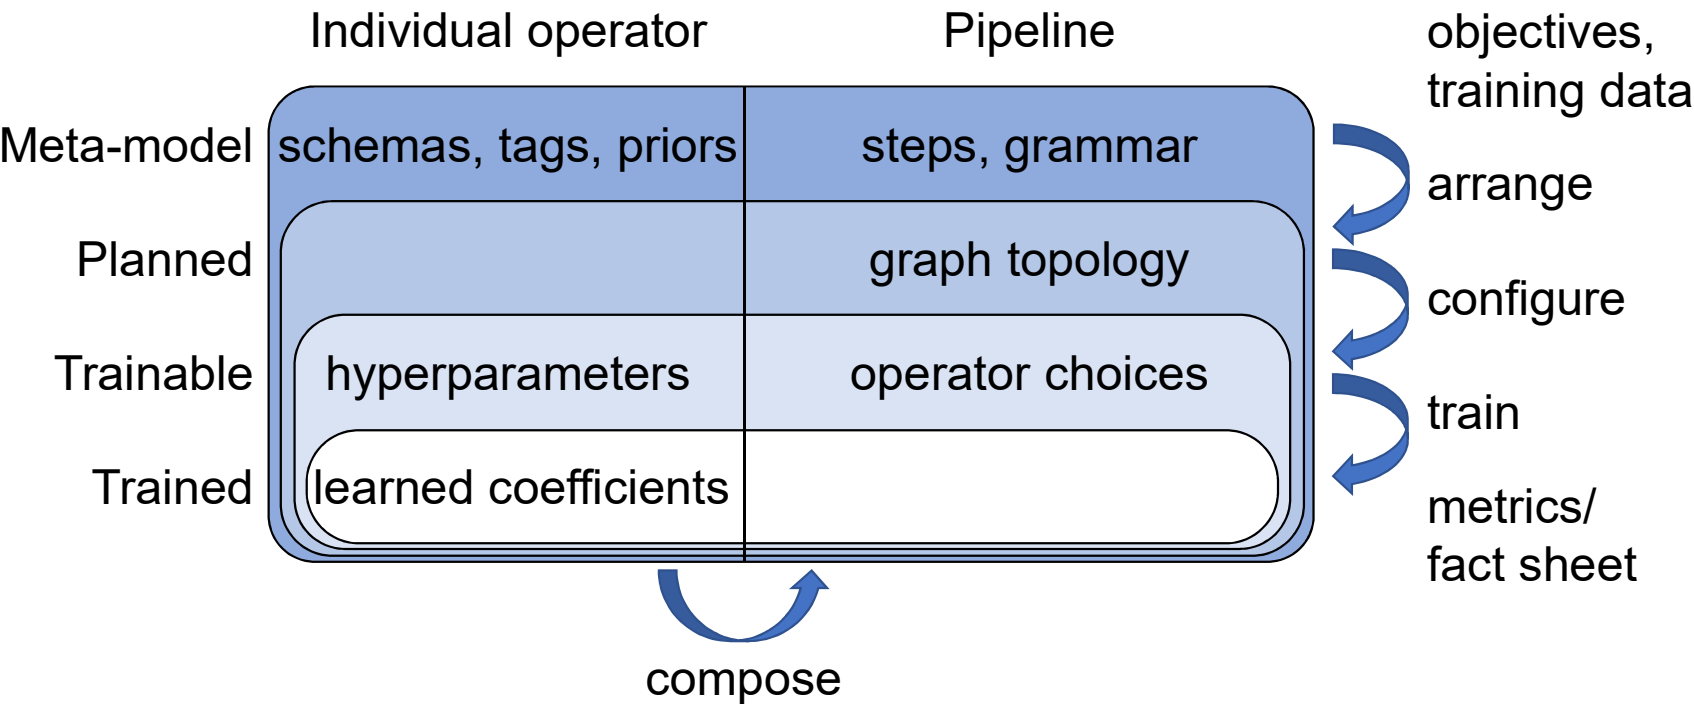 Individual operator
Pipeline
objectives,
training data
Meta-model
schemas, tags, priors
steps, grammar
arrange
Planned
graph topology
configure
Trainable
hyperparameters
operator choices
train
Trained
learned coefficients
metrics/
fact sheet
compose